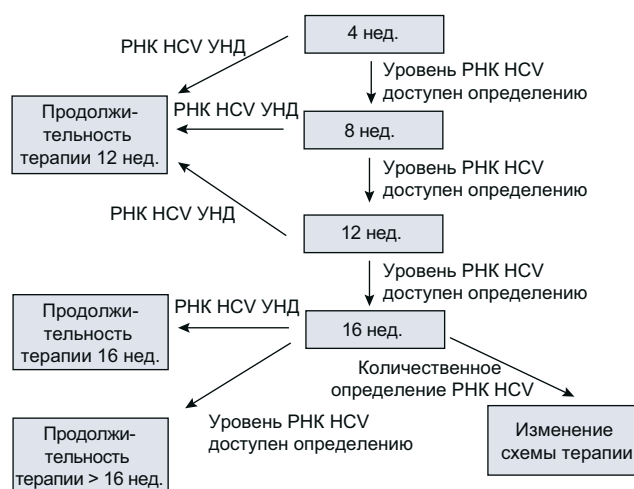 4 нед.
РНК HCV УНД
Уровень РНК HCV
доступен определению
Продолжи-
тельность
терапии 12 нед.
РНК HCV УНД
8 нед.
Уровень РНК HCV
доступен определению
РНК HCV УНД
12 нед.
Уровень РНК HCV
доступен определению
Продолжи-
тельность
терапии 16 нед.
РНК HCV УНД
16 нед.
Количественное
определение РНК HCV
Уровень РНК HCV
доступен определению
Продолжи-
тельность
терапии > 16 нед.
Изменение
схемы терапии